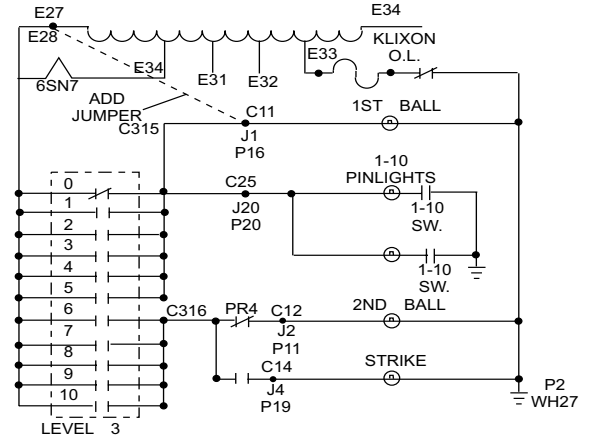 E27
E34
E28
KLIXON
O.L.
E34
E33
E31
E32
6SN7
ADD
JUMPER
C315
C11
1ST BALL
J1
P16
1-10
PINLIGHTS
0
C25
1
J20
P20
1-10
SW.
2
3
4
1-10
SW.
5
6
C316
PR4
C12
2ND BALL
7
J2
P11
8
C14
STRIKE
9
J4
10
P19
P2
WH27
LEVEL 3